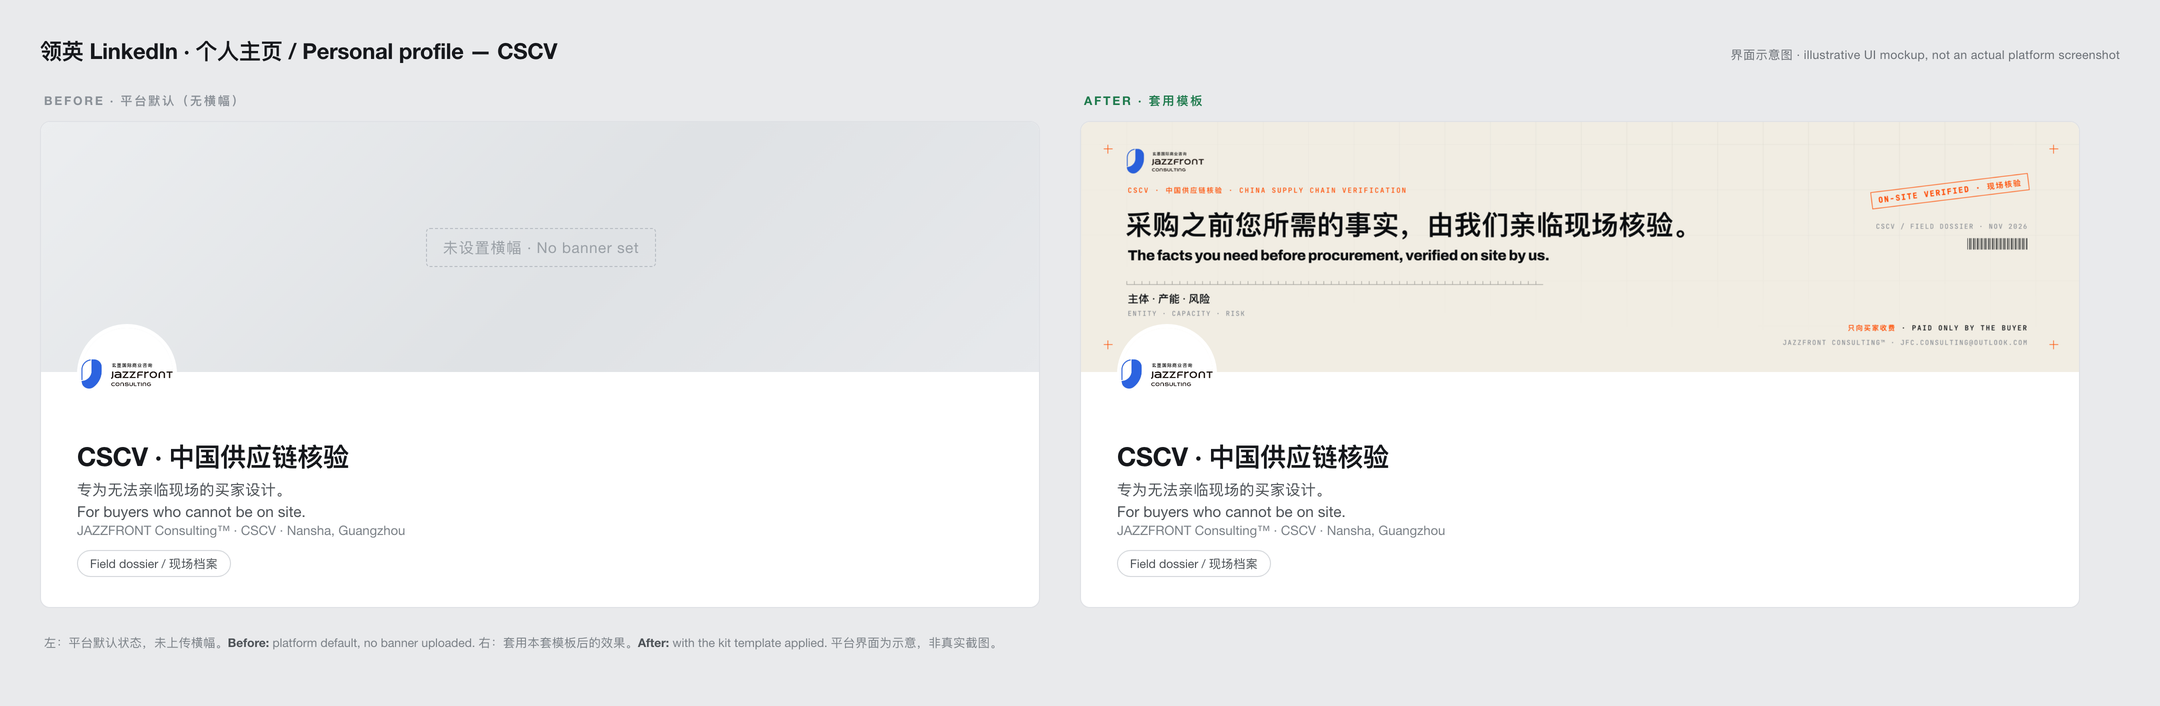 领英 LinkedIn · 个人主页 / Personal profile — CSCV
界面示意图 · illustrative UI mockup, not an actual platform screenshot
BEFORE · 平台默认（无横幅）
未设置横幅 · No banner set
JAZZFRONT
CONSULTING
CSCV · 中国供应链核验
专为无法亲临现场的买家设计。
For buyers who cannot be on site.
JAZZFRONT Consulting™ · CSCV · Nansha, Guangzhou
Field dossier / 现场档案
AFTER · 套用模板
JAZZFRONT
CONSULTING
CSCV · 中国供应链核验 · CHINA SUPPLY CHAIN VERIFICATION
采购之前您所需的事实，由我们亲临现场核验。
The facts you need before procurement, verified on site by us.
主体 · 产能 · 风险
ENTITY · CAPACITY · RISK
ON-SITE VERIFIED · 现场核验
CSCV / FIELD DOSSIER · NOV 2026
只向买家收费 · PAID ONLY BY THE BUYER
JAZZFRONT CONSULTING™ · JFC.CONSULTING@OUTLOOK.COM
JAZZFRONT
CONSULTING
CSCV · 中国供应链核验
专为无法亲临现场的买家设计。
For buyers who cannot be on site.
JAZZFRONT Consulting™ · CSCV · Nansha, Guangzhou
Field dossier / 现场档案
左：平台默认状态，未上传横幅。Before: platform default, no banner uploaded. 右：套用本套模板后的效果。After: with the kit template applied. 平台界面为示意，非真实截图。